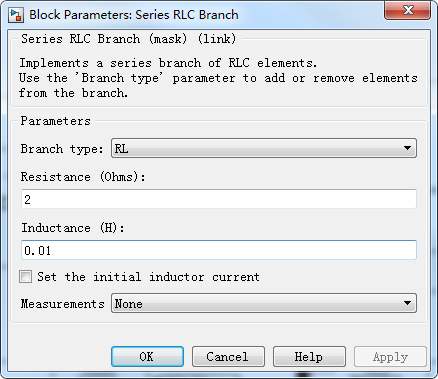 Block Parameters: Series RLC Branch
Series RLC Branch (mask) (link)
Implements a series branch of RLC elements.
Use the 'Branch type' parameter to add or remove elements
from the branch.
Parameters
Branch type: RL
Resistance (Ohms):
2
Inductance (H):
0.01
Set the initial inductor current
Measurements None
OK Cancel Help Apply